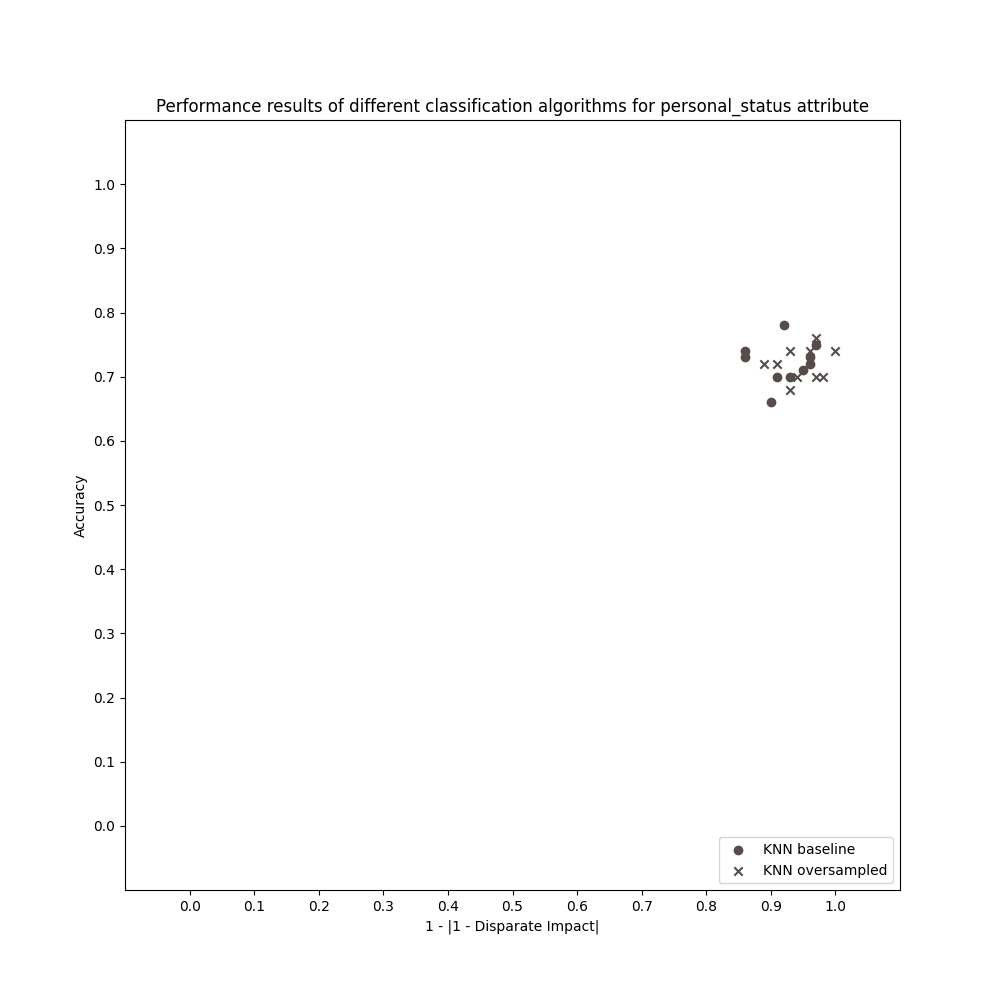 Performance results of different classification algorithms for personal_status attribute
1.0
0.9
0.8
0.7
0.6
0.5
0.4
0.3
0.2
0.1
0.0
Accuracy
KNN baseline
KNN oversampled
0.0 0.1 0.2 0.3 0.4 0.5 0.6 0.7 0.8 0.9 1.0
1 - |1 - Disparate Impact|